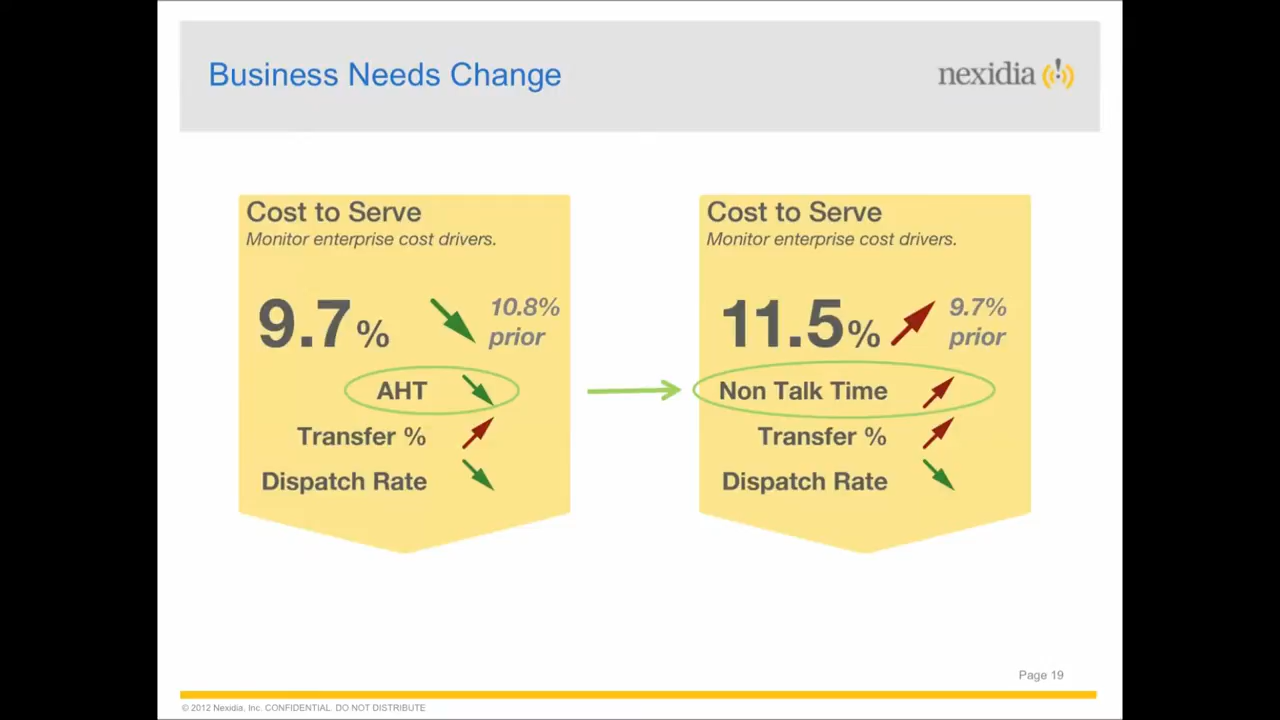 Business Needs Change
nexidia
Cost to Serve
Monitor enterprise cost drivers.
9.7%
10.8%
prior
AHT
Transfer %
Dispatch Rate
Cost to Serve
Monitor enterprise cost drivers.
11.5%
9.7%
prior
Non Talk Time
Transfer %
Dispatch Rate
Page 19
© 2012 Nexidia, Inc. CONFIDENTIAL. DO NOT DISTRIBUTE